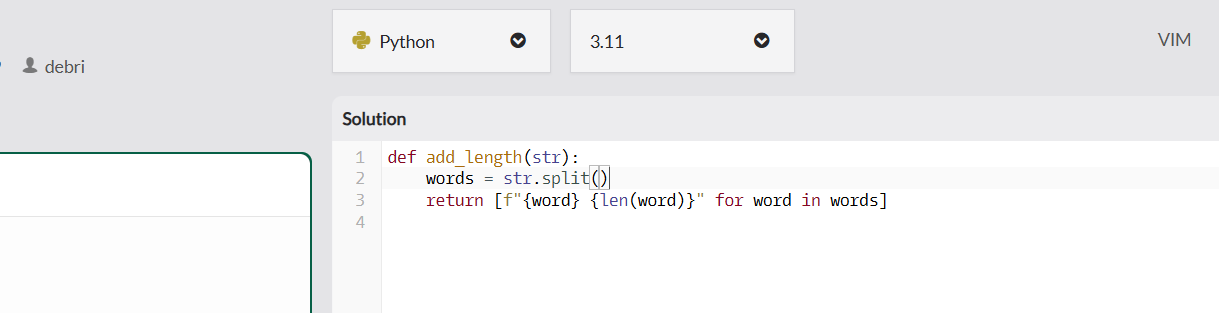 Python
3.11
VIM
debri
Solution
1 def add_length(str):
2     words = str.split()
3     return [f"{word} {len(word)}" for word in words]
4